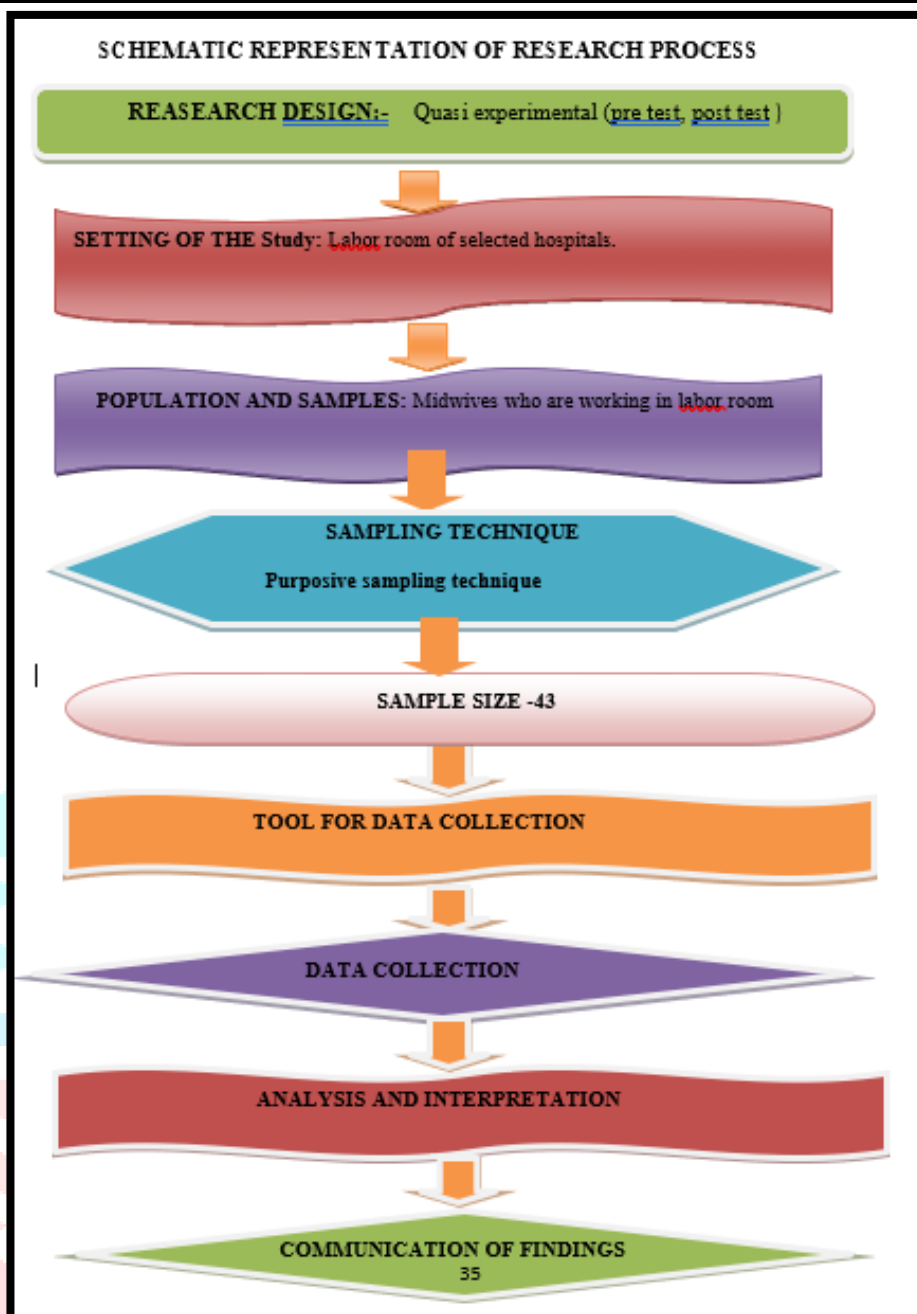 SCHEMATIC REPRESENTATION OF RESEARCH PROCESS
REASEARCH DESIGN:- Quasi experimental (pre test, post test )
SETTING OF THE Study: Labor room of selected hospitals.
POPULATION AND SAMPLES: Midwives who are working in labor room
SAMPLING TECHNIQUE
Purposive sampling technique
SAMPLE SIZE -43
TOOL FOR DATA COLLECTION
DATA COLLECTION
ANALYSIS AND INTERPRETATION
COMMUNICATION OF FINDINGS
35